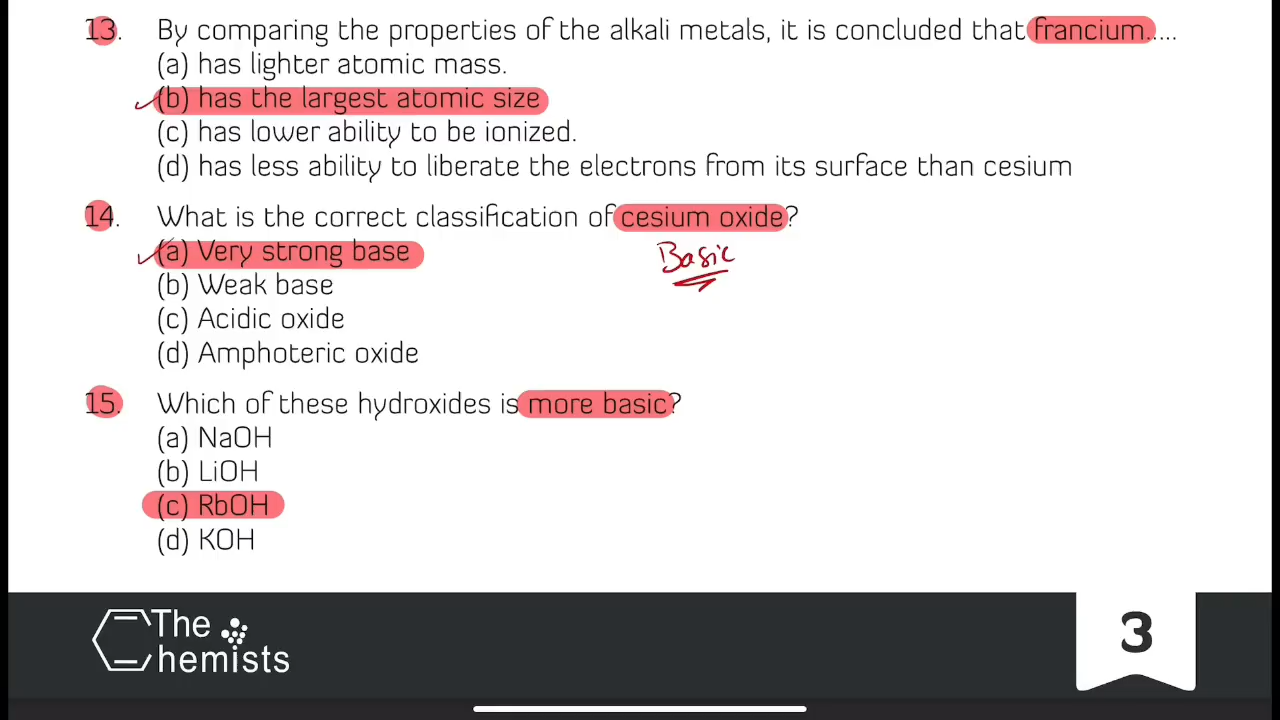 13. By comparing the properties of the alkali metals, it is concluded that francium.....
(a) has lighter atomic mass.
(b) has the largest atomic size
(c) has lower ability to be ionized.
(d) has less ability to liberate the electrons from its surface than cesium
14. What is the correct classification of cesium oxide?
(a) Very strong base
Basic
(b) Weak base
(c) Acidic oxide
(d) Amphoteric oxide
15. Which of these hydroxides is more basic?
(a) NaOH
(b) LiOH
(c) RbOH
(d) KOH
The
Chemists
3